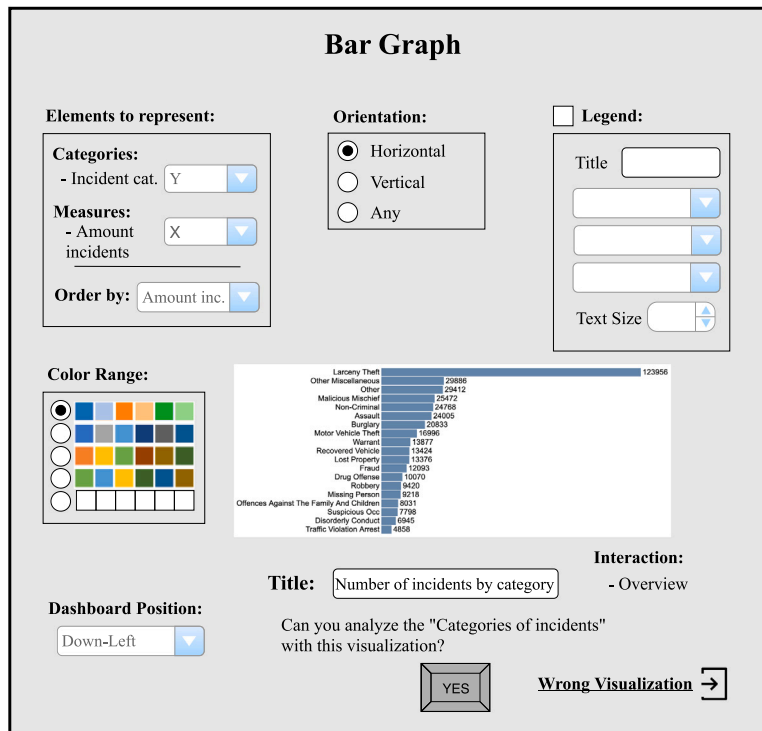 Bar Graph
Elements to represent:
Categories:
- Incident cat.
Y
Measures:
- Amount
incidents
X
Order by:
Amount inc.
Orientation:
Horizontal
Vertical
Any
Legend:
Title
Text Size
Color Range:
Larceny Theft 123956
Other Miscellaneous 29886
Other 29412
Malicious Mischief 25472
Non-Criminal 24768
Assault 24005
Burglary 20833
Motor Vehicle Theft 16996
Warrant 13877
Recovered Vehicle 13424
Lost Property 13376
Fraud 12093
Drug Offense 10070
Robbery 9420
Missing Person 9218
Offences Against The Family And Children 8031
Suspicious Occ 7798
Disorderly Conduct 6945
Traffic Violation Arrest 4858
Interaction:
- Overview
Title:
Number of incidents by category
Dashboard Position:
Down-Left
Can you analyze the "Categories of incidents"
with this visualization?
YES
Wrong Visualization